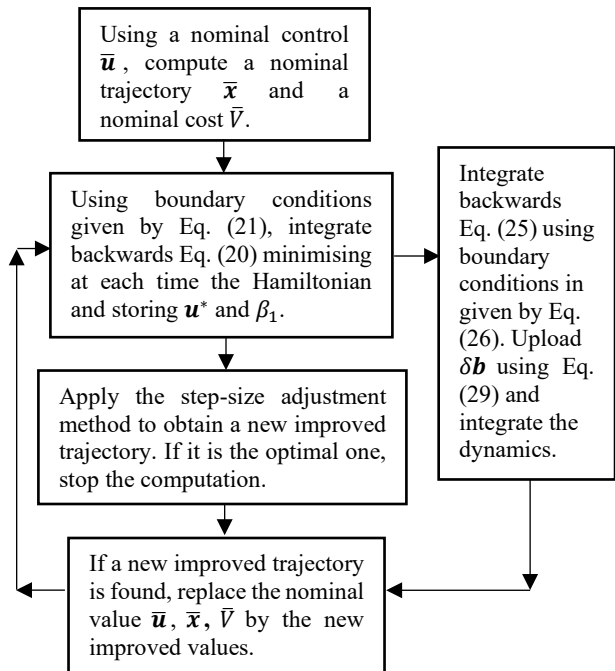 Using a nominal control
ū , compute a nominal
trajectory x̄ and a
nominal cost V̄.
Using boundary conditions
given by Eq. (21), integrate
backwards Eq. (20) minimising
at each time the Hamiltonian
and storing u* and β₁.
Apply the step-size adjustment
method to obtain a new improved
trajectory. If it is the optimal one,
stop the computation.
If a new improved trajectory
is found, replace the nominal
value ū, x̄, V̄ by the new
improved values.
Integrate
backwards
Eq. (25) using
boundary
conditions in
given by Eq.
(26). Upload
δb using Eq.
(29) and
integrate the
dynamics.